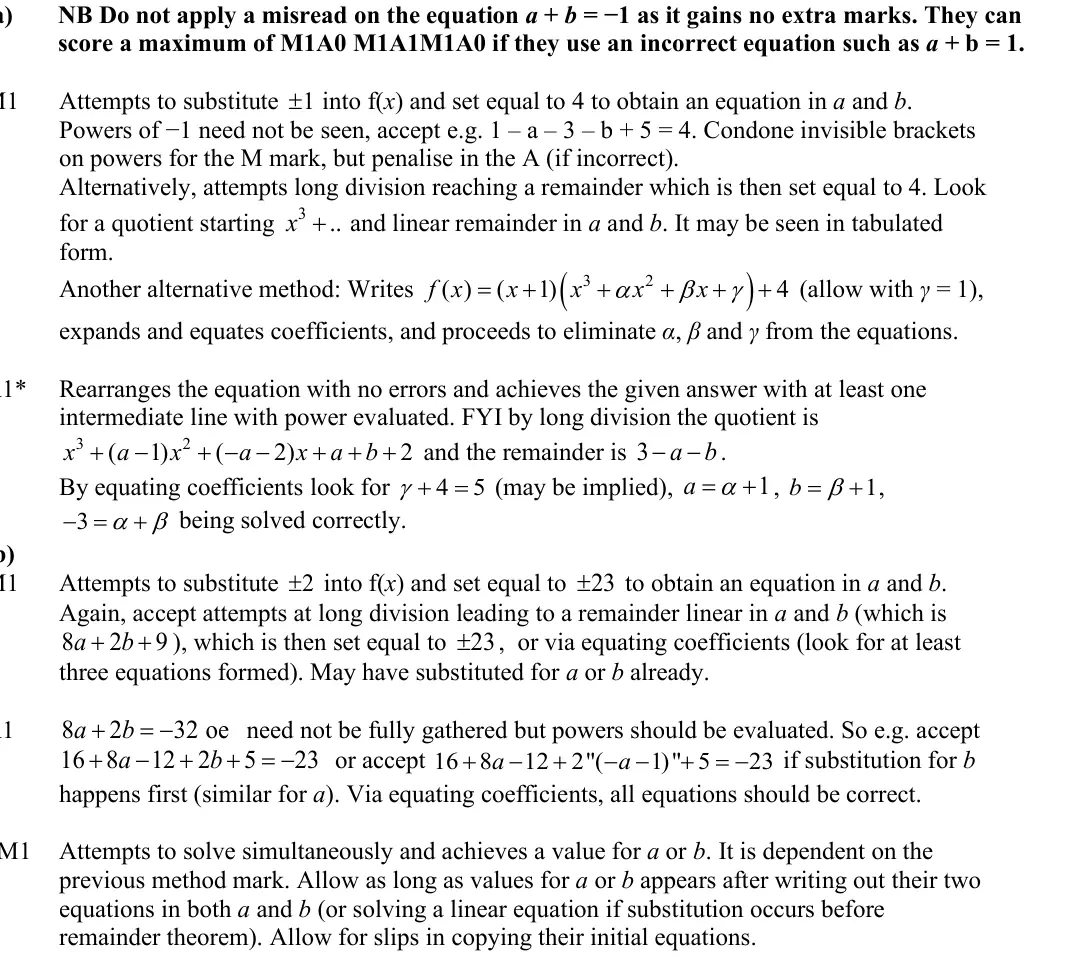 a) NB Do not apply a misread on the equation a + b = −1 as it gains no extra marks. They can
score a maximum of M1A0 M1A1M1A0 if they use an incorrect equation such as a + b = 1.
M1 Attempts to substitute ±1 into f(x) and set equal to 4 to obtain an equation in a and b.
Powers of −1 need not be seen, accept e.g. 1 – a – 3 – b + 5 = 4. Condone invisible brackets
on powers for the M mark, but penalise in the A (if incorrect).
Alternatively, attempts long division reaching a remainder which is then set equal to 4. Look
for a quotient starting x³ + .. and linear remainder in a and b. It may be seen in tabulated
form.
Another alternative method: Writes f(x) = (x+1)(x³ + αx² + βx + γ) + 4 (allow with γ = 1),
expands and equates coefficients, and proceeds to eliminate α, β and γ from the equations.
A1* Rearranges the equation with no errors and achieves the given answer with at least one
intermediate line with power evaluated. FYI by long division the quotient is
x³ + (a − 1)x² + (−a − 2)x + a + b + 2 and the remainder is 3 − a − b.
By equating coefficients look for γ + 4 = 5 (may be implied), a = α + 1, b = β + 1,
−3 = α + β being solved correctly.
b)
M1 Attempts to substitute ±2 into f(x) and set equal to ±23 to obtain an equation in a and b.
Again, accept attempts at long division leading to a remainder linear in a and b (which is
8a + 2b + 9), which is then set equal to ±23, or via equating coefficients (look for at least
three equations formed). May have substituted for a or b already.
A1 8a + 2b = −32 oe need not be fully gathered but powers should be evaluated. So e.g. accept
16 + 8a − 12 + 2b + 5 = −23 or accept 16 + 8a − 12 + 2"(−a − 1)"+ 5 = −23 if substitution for b
happens first (similar for a). Via equating coefficients, all equations should be correct.
M1 Attempts to solve simultaneously and achieves a value for a or b. It is dependent on the
previous method mark. Allow as long as values for a or b appears after writing out their two
equations in both a and b (or solving a linear equation if substitution occurs before
remainder theorem). Allow for slips in copying their initial equations.